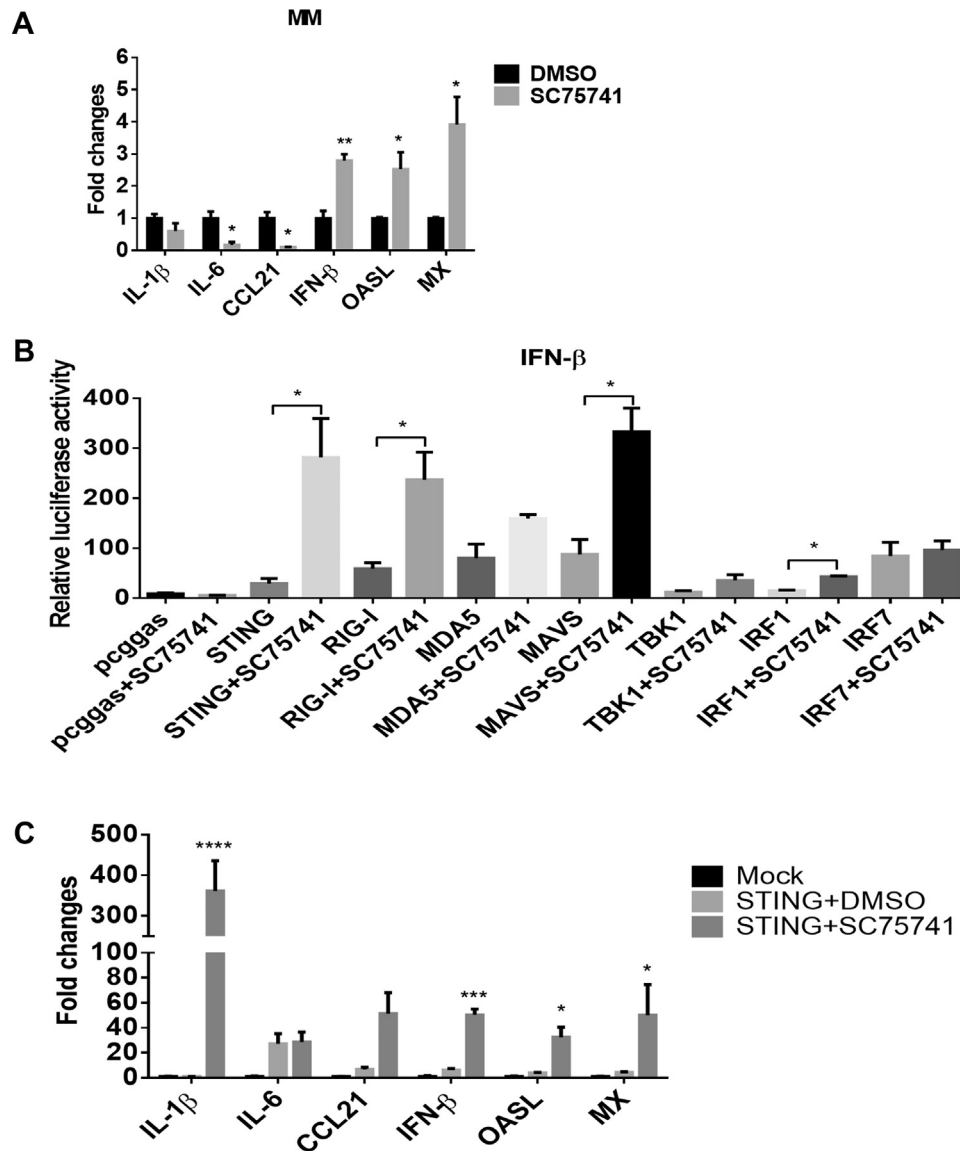 A
MM
Fold changes
6
5
4
3
2
1
0
DMSO
SC75741
*
*
**
*
*
IL-1β
IL-6
CCL21
IFN-β
OASL
MX
B
IFN-β
Relative lucilferase activity
400
300
200
100
0
*
*
*
*
pcggas
pcggas+SC75741
STING
STING+SC75741
RIG-I
RIG-I+SC75741
MDA5
MDA5+SC75741
MAVS
MAVS+SC75741
TBK1
TBK1+SC75741
IRF1
IRF1+SC75741
IRF7
IRF7+SC75741
C
Fold changes
500
400
300
100
80
60
40
20
0
****
***
*
*
Mock
STING+DMSO
STING+SC75741
IL-1β
IL-6
CCL21
IFN-β
OASL
MX